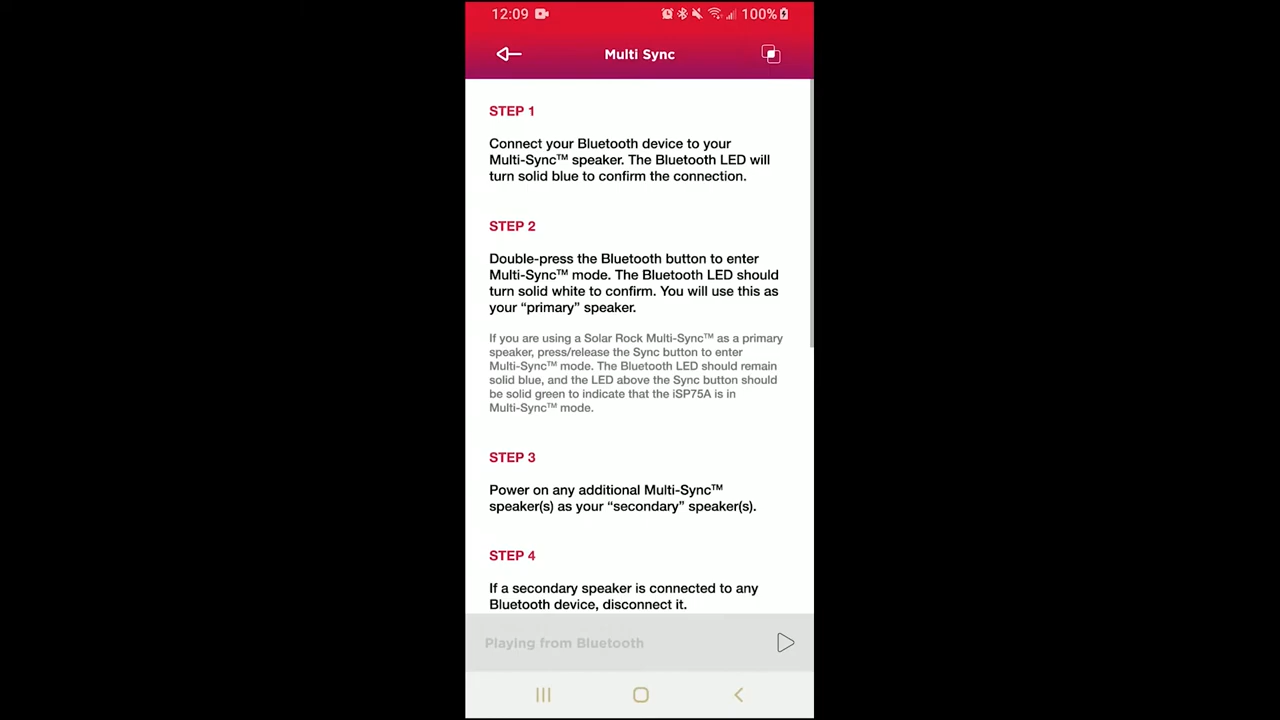 12:09
100%
Multi Sync
STEP 1
Connect your Bluetooth device to your
Multi-Sync™ speaker. The Bluetooth LED will
turn solid blue to confirm the connection.
STEP 2
Double-press the Bluetooth button to enter
Multi-Sync™ mode. The Bluetooth LED should
turn solid white to confirm. You will use this as
your “primary” speaker.
If you are using a Solar Rock Multi-Sync™ as a primary
speaker, press/release the Sync button to enter
Multi-Sync™ mode. The Bluetooth LED should remain
solid blue, and the LED above the Sync button should
be solid green to indicate that the iSP75A is in
Multi-Sync™ mode.
STEP 3
Power on any additional Multi-Sync™
speaker(s) as your “secondary” speaker(s).
STEP 4
If a secondary speaker is connected to any
Bluetooth device, disconnect it.
Playing from Bluetooth